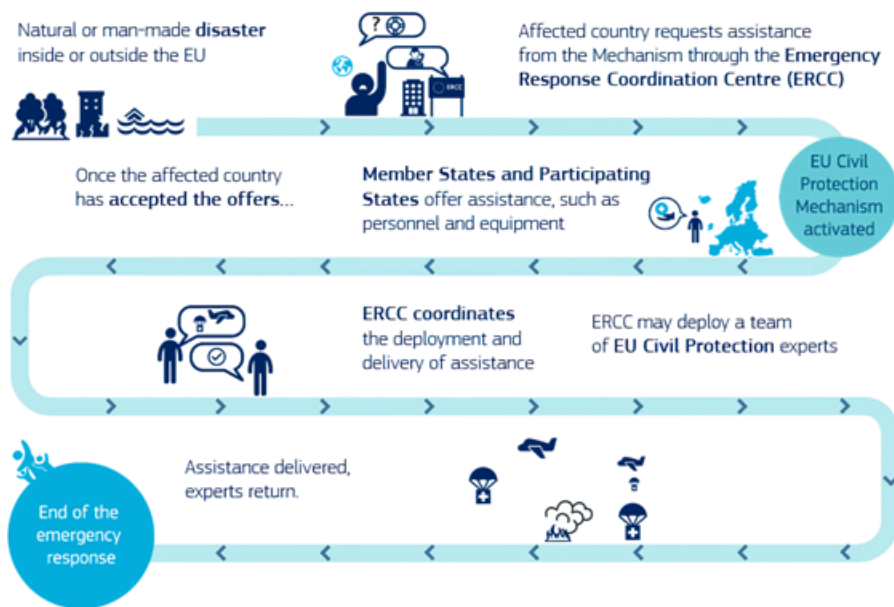 Natural or man-made disaster
inside or outside the EU
?
ERCC
Affected country requests assistance
from the Mechanism through the Emergency
Response Coordination Centre (ERCC)
EU Civil
Protection
Mechanism
activated
Member States and Participating
States offer assistance, such as
personnel and equipment
Once the affected country
has accepted the offers...
ERCC coordinates
the deployment and
delivery of assistance
ERCC may deploy a team
of EU Civil Protection experts
Assistance delivered,
experts return.
End of the
emergency
response